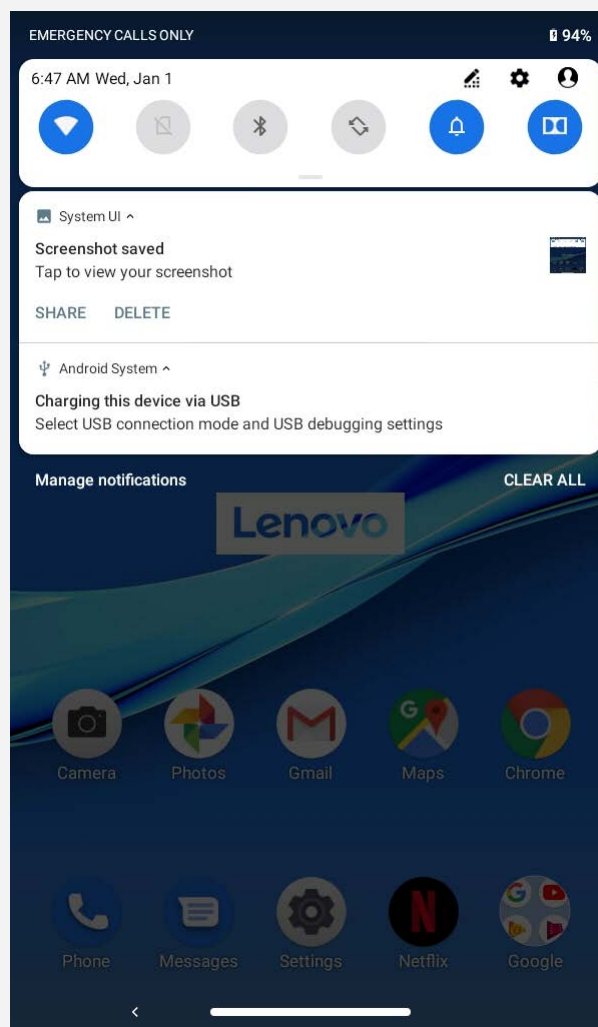 EMERGENCY CALLS ONLY 94%
6:47 AM Wed, Jan 1
System UI
Screenshot saved
Tap to view your screenshot
SHARE DELETE
Android System
Charging this device via USB
Select USB connection mode and USB debugging settings
Manage notifications CLEAR ALL
Lenovo
G
Camera Photos Gmail Maps Chrome
N
G
Phone Messages Settings Netflix Google